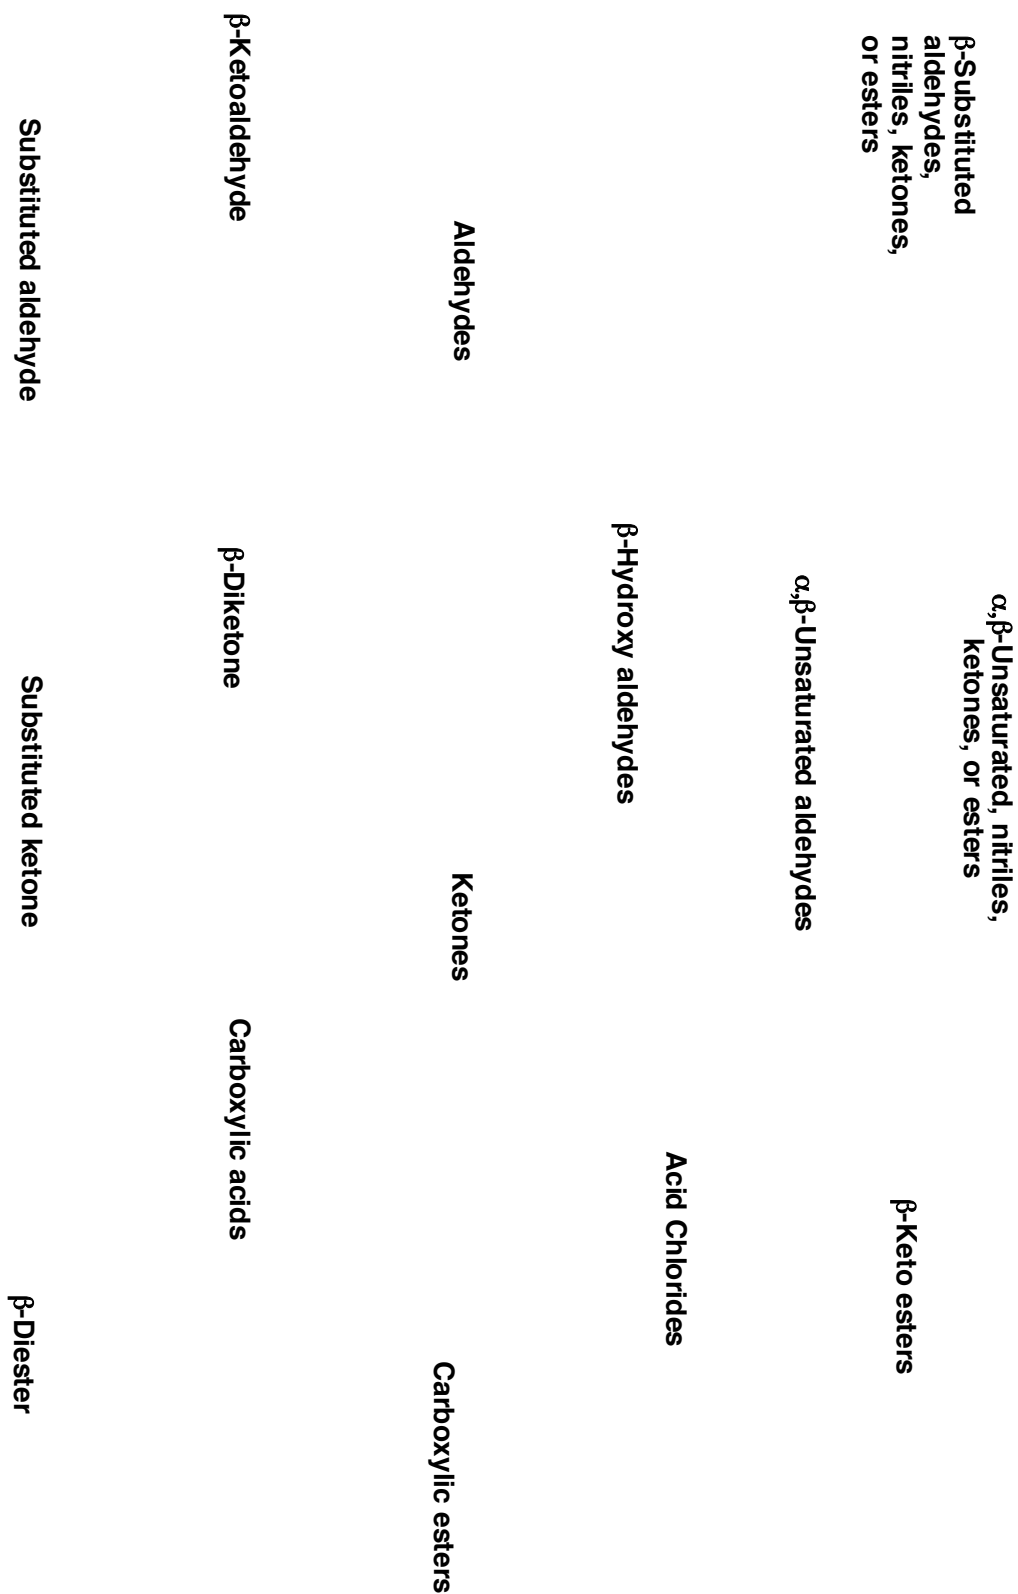 β-Substituted
aldehydes,
nitriles, ketones,
or esters
α,β-Unsaturated, nitriles,
ketones, or esters
β-Keto esters
α,β-Unsaturated aldehydes
Acid Chlorides
β-Hydroxy aldehydes
Aldehydes
Ketones
Carboxylic esters
β-Ketoaldehyde
β-Diketone
Carboxylic acids
Substituted aldehyde
Substituted ketone
β-Diester